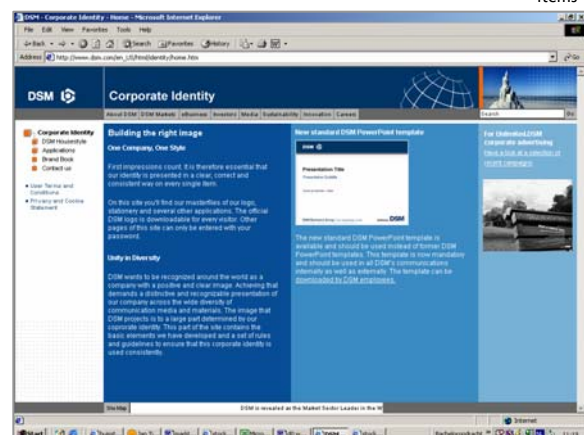 Items
DSM - Corporate Identity - Home - Microsoft Internet Explorer
File Edit View Favorites Tools Help
Back Search Favorites History
Address http://www.dsm.com/en_US/html/identity/home.htm
DSM
Corporate Identity
About DSM DSM Markets eBusiness Investors Media Sustainability Innovation Careers
Search
Corporate Identity
DSM Housestyle
Applications
Brand Book
Contact us
User Terms and
Conditions
Privacy and Cookie
Statement
Building the right image
One Company, One Style
First impressions count. It is therefore essential that
our identity is presented in a clear, correct and
consistent way on every single item.
On this site you'll find our masterfiles of our logo,
stationery and several other applications. The official
DSM logo is downloadable for every visitor. Other
pages of this site can only be entered with your
password.
Unity in Diversity
DSM wants to be recognized around the world as a
company with a positive and clear image. Achieving that
demands a distinctive and recognizable presentation of
our company across the wide diversity of
communication media and materials. The image that
DSM projects is to a large part determined by our
coprorate identity. This part of the site contains the
basic elements we have developed and a set of rules
and guidelines to ensure that this corporate identity is
used consistently.
New standard DSM PowerPoint template
DSM
Presentation Title
Presentation Subtitle
DSM
The new standard DSM PowerPoint template is
available and should be used instead of former DSM
PowerPoint templates. This template is now mandatory
and should be used in all DSM's communications
internally as well as externally. The template can be
downloaded by DSM employees.
For Unlimited.DSM
corporate advertising
Have a look at a selection of
recent campaigns
Site Map
DSM is revealed as the Market Sector Leader in the W
Internet
Start
11:19